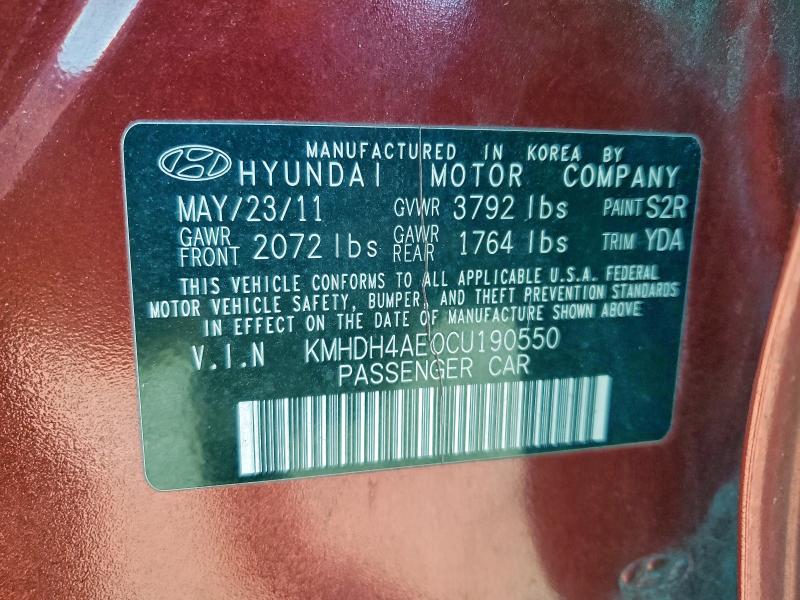 MANUFACTURED IN KOREA BY
HYUNDAI MOTOR COMPANY
MAY/23/11 GVWR 3792 lbs PAINT S2R
GAWR FRONT 2072 lbs GAWR REAR 1764 lbs TRIM YDA
THIS VEHICLE CONFORMS TO ALL APPLICABLE U.S.A. FEDERAL
MOTOR VEHICLE SAFETY, BUMPER, AND THEFT PREVENTION STANDARDS
IN EFFECT ON THE DATE OF MANUFACTURE SHOWN ABOVE
V.I.N KMHDH4AE0CU190550
PASSENGER CAR